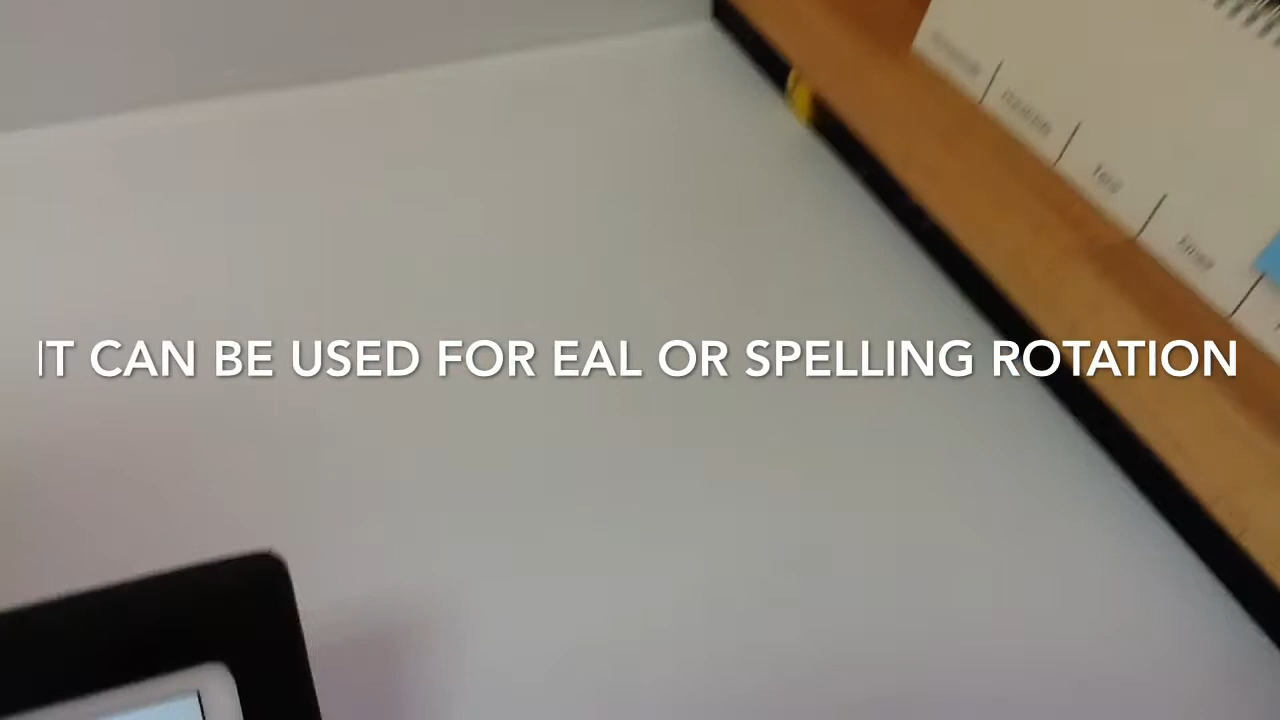 IT CAN BE USED FOR EAL OR SPELLING ROTATION